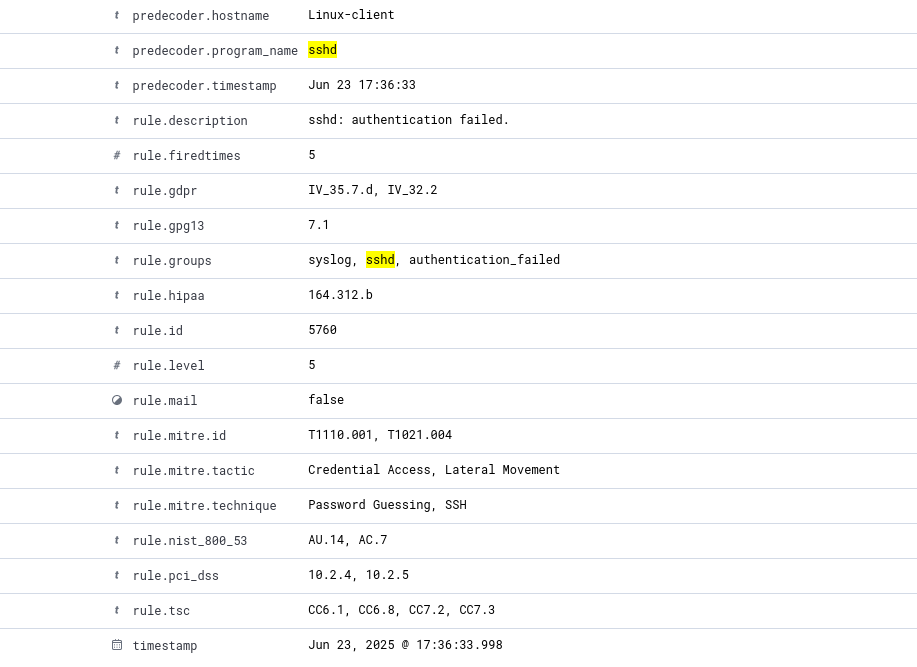 t predecoder.hostname Linux-client
t predecoder.program_name sshd
t predecoder.timestamp Jun 23 17:36:33
t rule.description sshd: authentication failed.
# rule.firedtimes 5
t rule.gdpr IV_35.7.d, IV_32.2
t rule.gpg13 7.1
t rule.groups syslog, sshd, authentication_failed
t rule.hipaa 164.312.b
t rule.id 5760
# rule.level 5
rule.mail false
t rule.mitre.id T1110.001, T1021.004
t rule.mitre.tactic Credential Access, Lateral Movement
t rule.mitre.technique Password Guessing, SSH
t rule.nist_800_53 AU.14, AC.7
t rule.pci_dss 10.2.4, 10.2.5
t rule.tsc CC6.1, CC6.8, CC7.2, CC7.3
timestamp Jun 23, 2025 @ 17:36:33.998